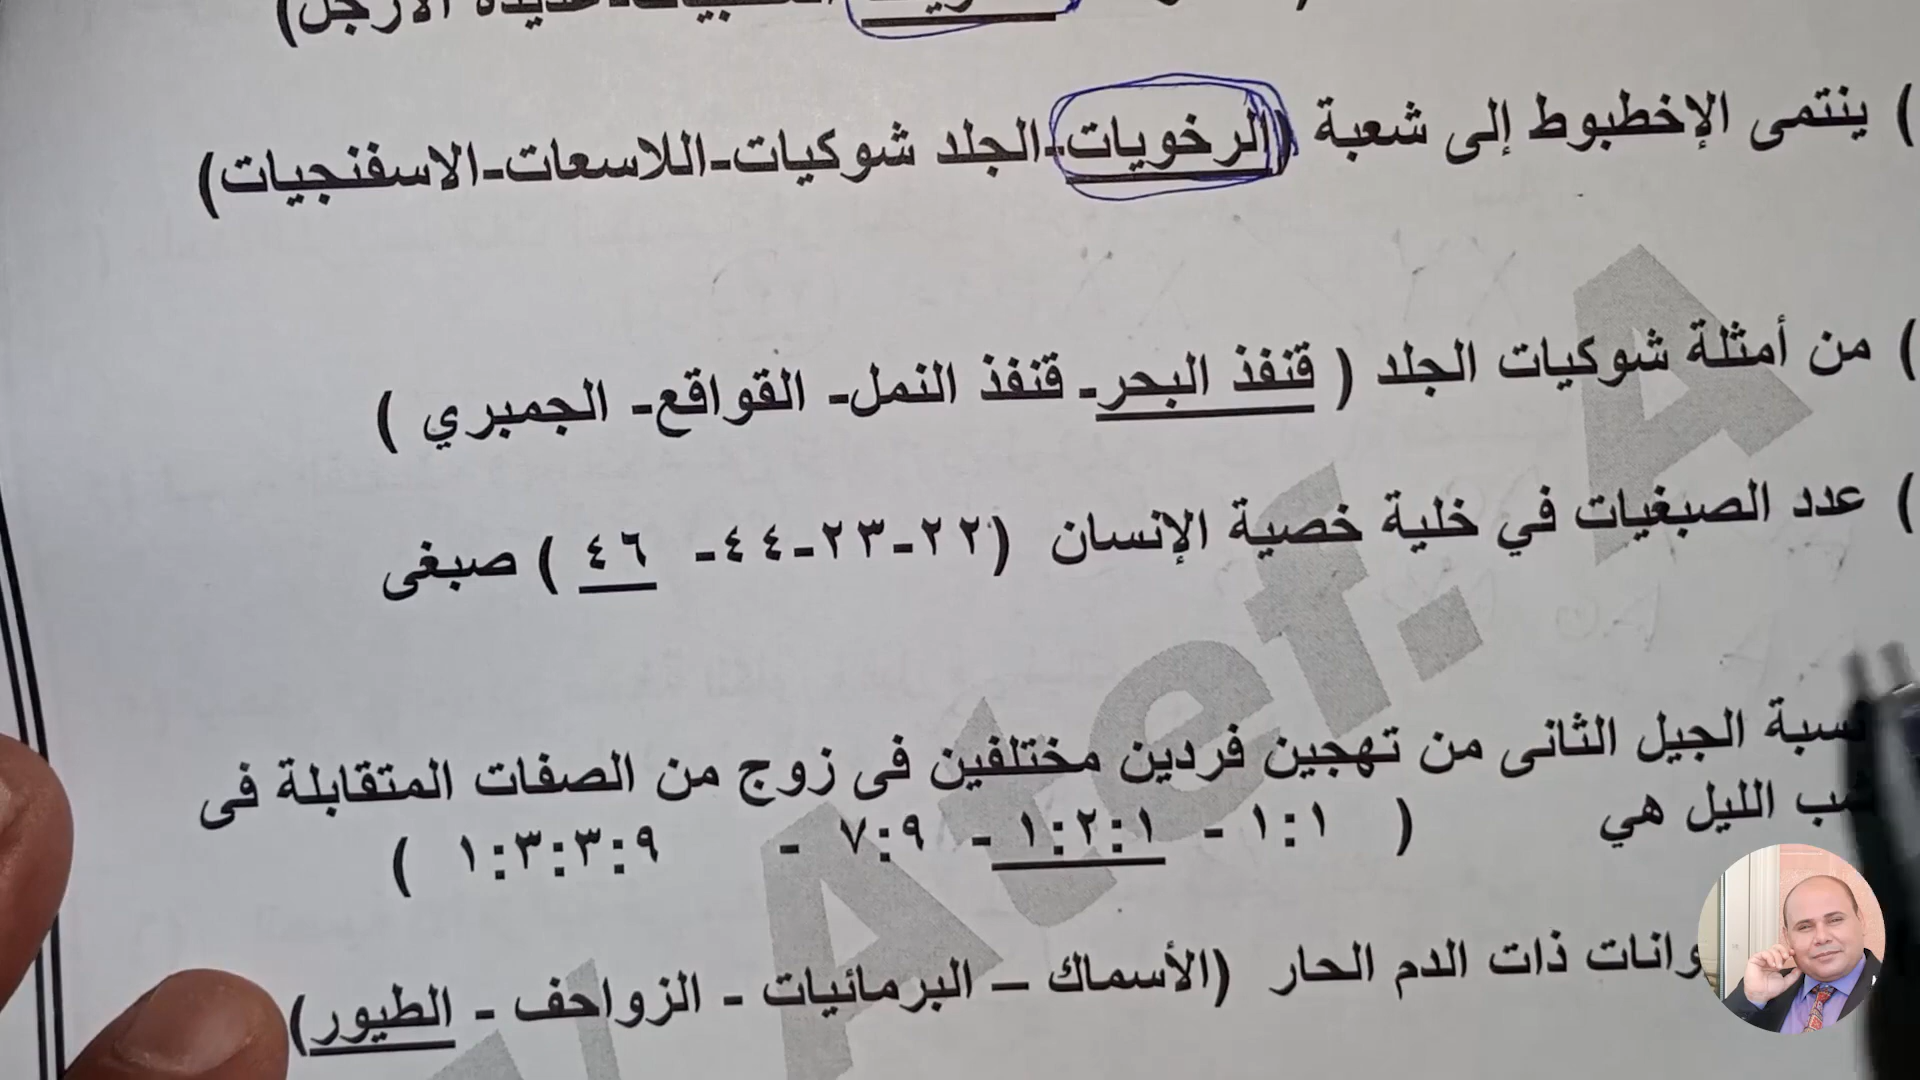 ) ينتمى الإخطبوط إلى شعبة (الرخويات-الجلد شوكيات-اللاسعات-الاسفنجيات)
) من أمثلة شوكيات الجلد ( قنفذ البحر- قنفذ النمل- القواقع- الجمبري )
) عدد الصبغيات في خلية خصية الإنسان (٢٢-٢٣-٤٤- ٤٦ ) صبغى
الجيل الثانى من تهجين فردين مختلفين فى زوج من الصفات المتقابلة فى
الليل هي ( ١:١ - ١:٢:١ - ٧:٩ - ١:٣:٣:٩ )
ذات الدم الحار (الأسماك – البرمائيات - الزواحف - الطيور)
Atef. A